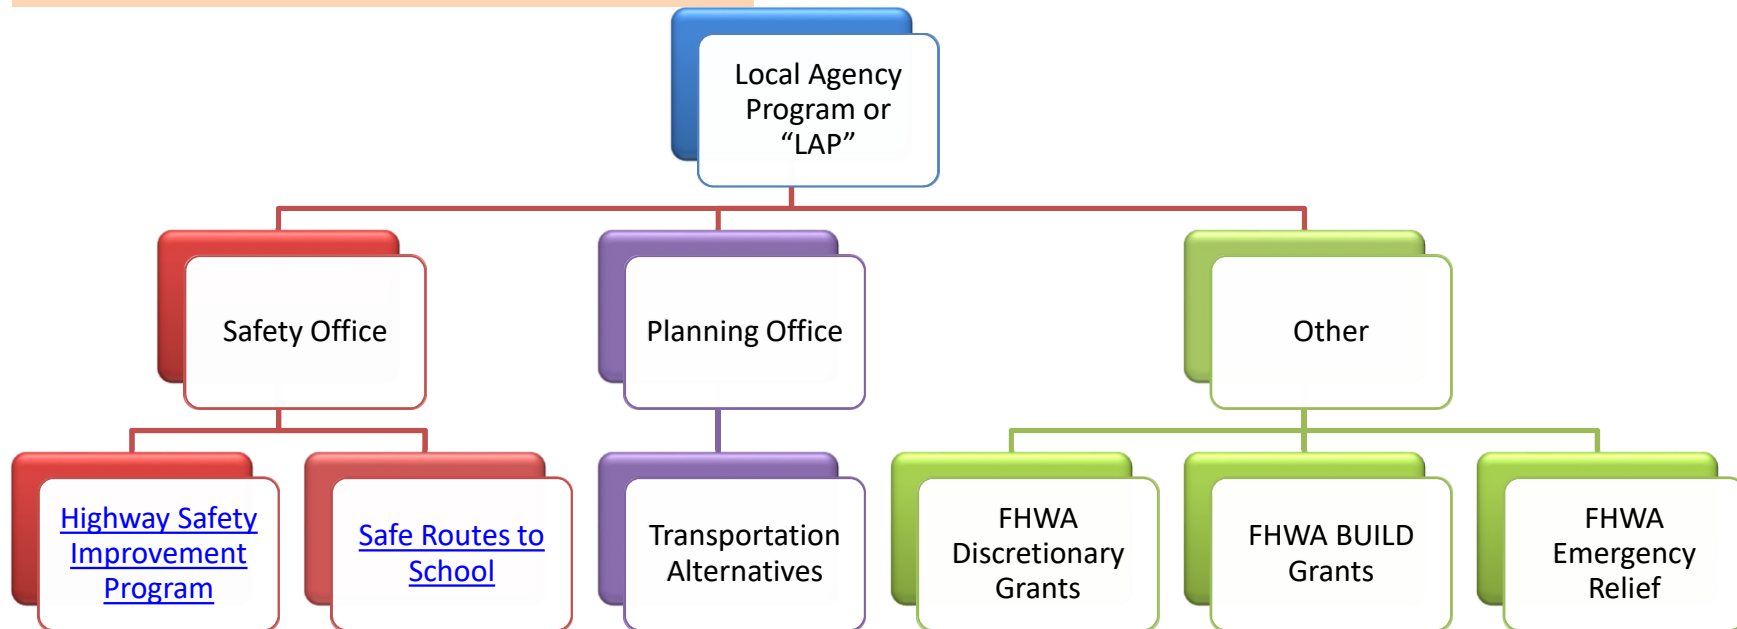 Local Agency
Program or
“LAP”
Safety Office
Planning Office
Other
Highway Safety
Improvement
Program
Safe Routes to
School
Transportation
Alternatives
FHWA
Discretionary
Grants
FHWA BUILD
Grants
FHWA
Emergency
Relief